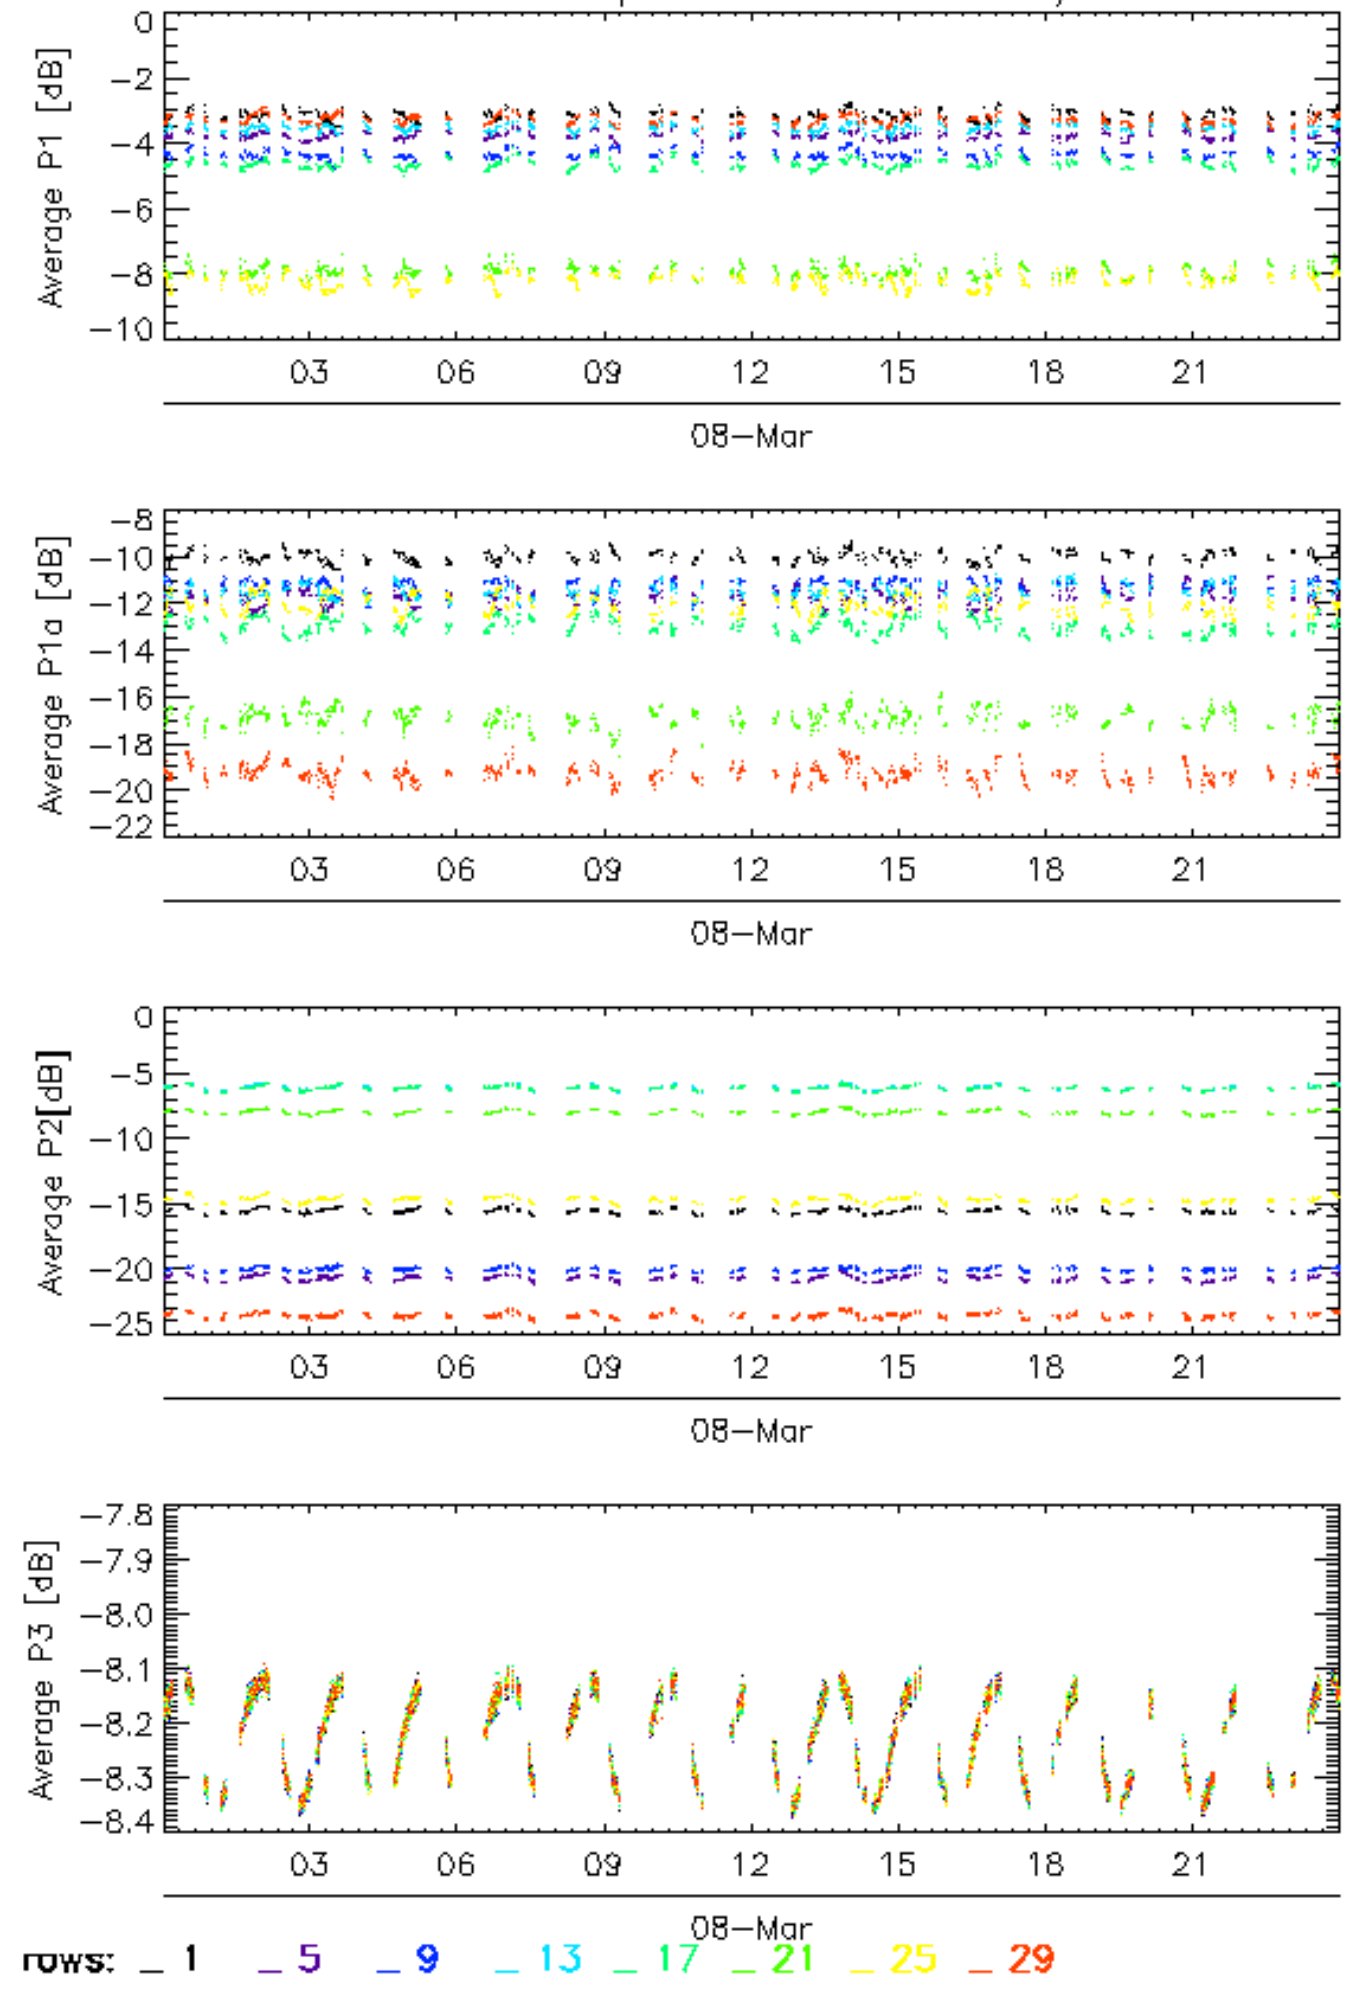 0
−2
−4
−6
−8
−10
Average P1 [dB]
03 06 09 12 15 18 21
08−Mar
−8
−10
−12
−14
−16
−18
−20
−22
Average P1a [dB]
03 06 09 12 15 18 21
08−Mar
0
−5
−10
−15
−20
−25
Average P2[dB]
03 06 09 12 15 18 21
08−Mar
−7.8
−7.9
−8.0
−8.1
−8.2
−8.3
−8.4
Average P3 [dB]
03 06 09 12 15 18 21
08−Mar
rows: _ 1 _ 5 _ 9 _ 13 _ 17 _ 21 _ 25 _ 29